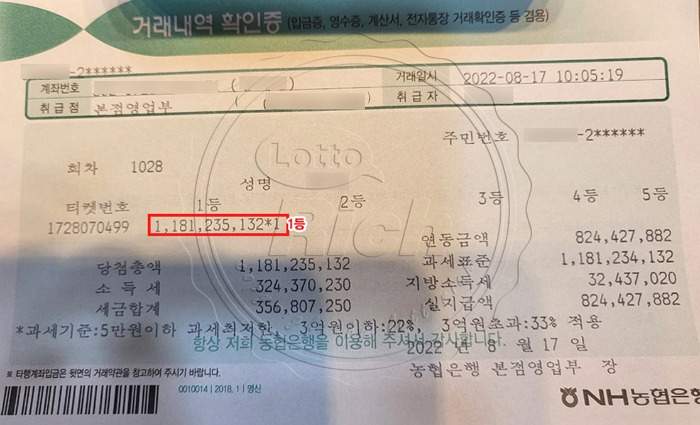 거래내역 확인증 (입금증, 영수증, 계산서, 전자통장 거래확인증 등 겸용)
-2******
계좌번호 ( ) 거래일시 2022-08-17 10:05:19
취급점 본점영업부 ( ) 취급자
주민번호 -2******
Lotto
Rich
회차 1028
성명
티켓번호 1등 2등 3등 4등 5등
1728070499 1,181,235,132*1 1등
연동금액 824,427,882
당첨총액 1,181,235,132 과세표준 1,181,234,132
소득세 324,370,230 지방소득세 32,437,020
세금합계 356,807,250 실지급액 824,427,882
*과세기준:5만원이하 과세최저한, 3억원이하:22%, 3억원초과:33% 적용
항상 저희 농협은행을 이용해 주셔서 감사합니다.
2022 년 8 월 17 일
※ 타행계좌입금은 뒷면의 거래약관을 참고하여 주시기 바랍니다.
농협은행 본점영업부 장
0010014 | 2018, 1 | 명신
NH농협은행